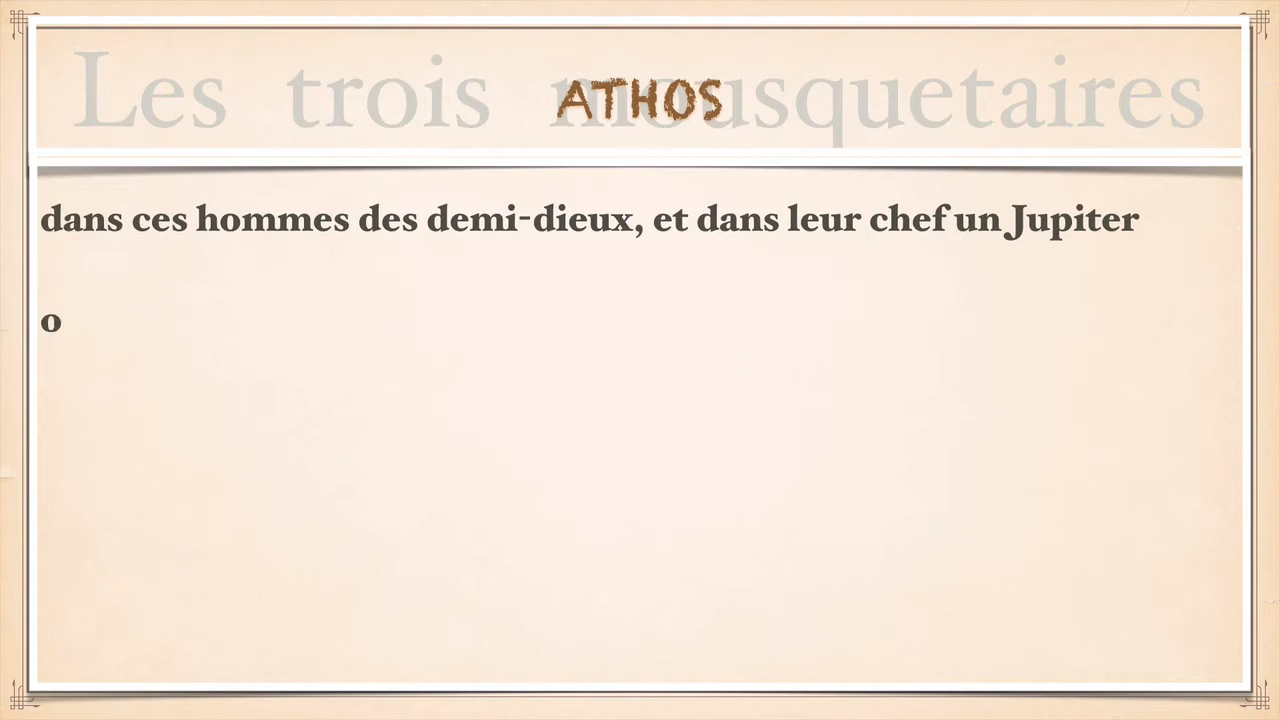 Les trois mousquetaires
ATHOS
dans ces hommes des demi-dieux, et dans leur chef un Jupiter
o